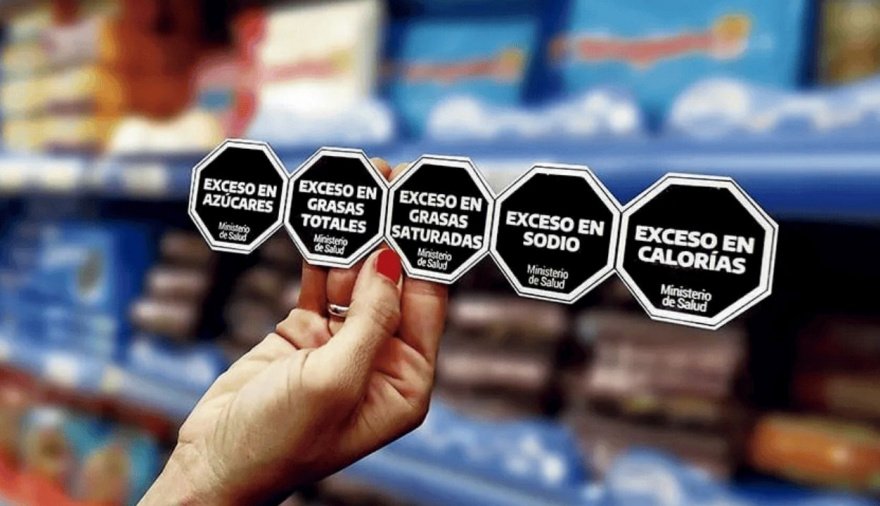 EXCESO EN
AZÚCARES
Ministerio
de Salud
EXCESO EN
GRASAS
TOTALES
Ministerio
de Salud
EXCESO EN
GRASAS
SATURADAS
Ministerio
de Salud
EXCESO EN
SODIO
Ministerio
de Salud
EXCESO EN
CALORÍAS
Ministerio
de Salud